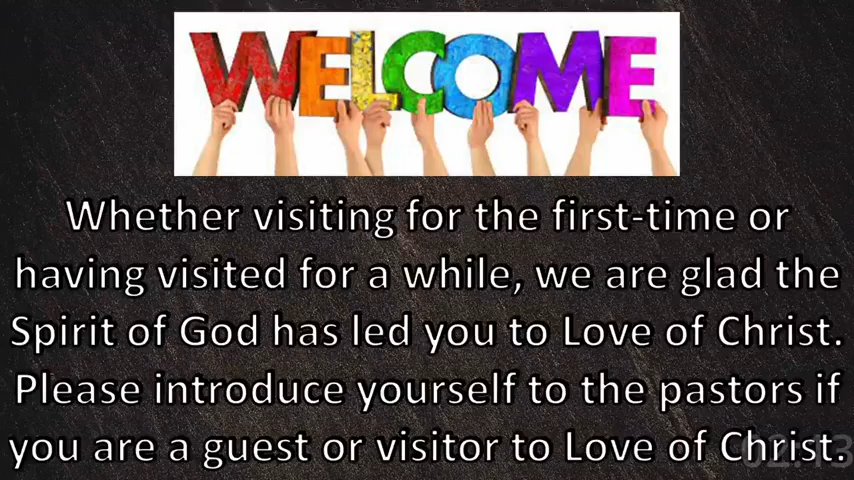 WELCOME
Whether visiting for the first-time or
having visited for a while, we are glad the
Spirit of God has led you to Love of Christ.
Please introduce yourself to the pastors if
you are a guest or visitor to Love of Christ.
02:13